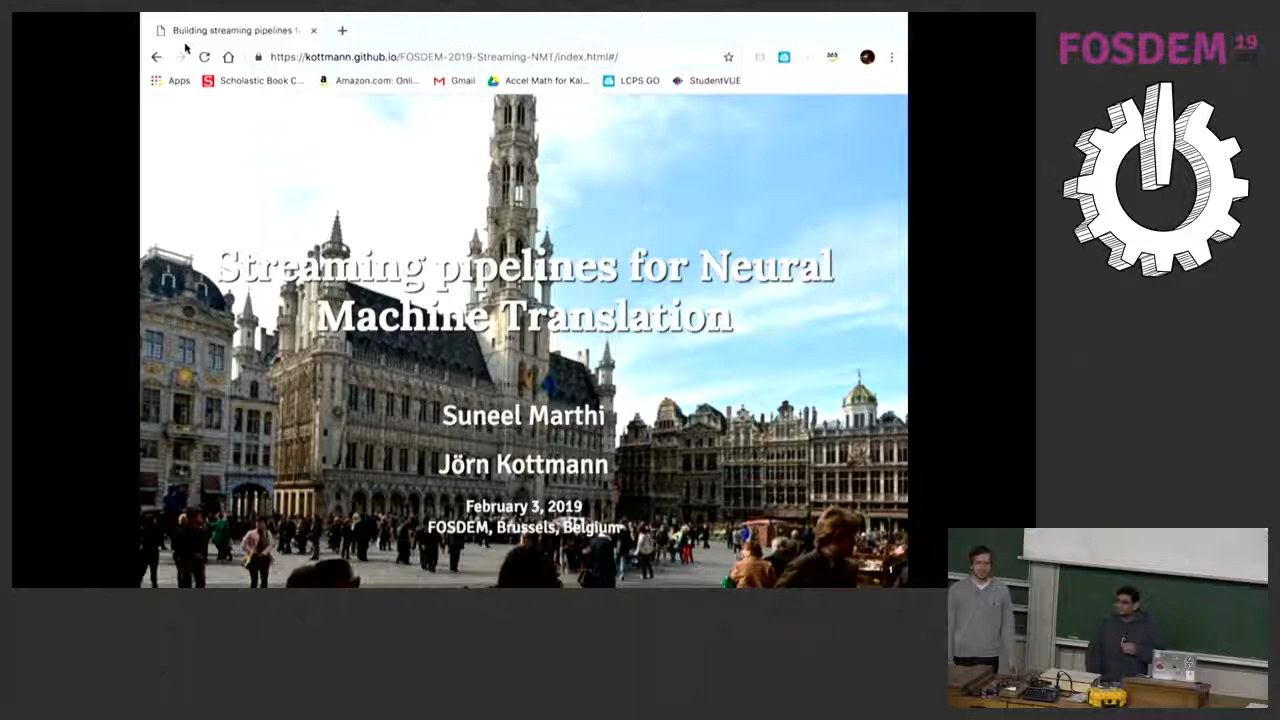 Building streaming pipelines f
https://kottmann.github.io/FOSDEM-2019-Streaming-NMT/index.html#/
Apps
Scholastic Book C...
Amazon.com: Onli...
Gmail
Accel Math for Kal...
LCPS GO
StudentVUE
FOSDEM 19
Streaming pipelines for Neural
Machine Translation
Suneel Marthi
Jörn Kottmann
February 3, 2019
FOSDEM, Brussels, Belgium